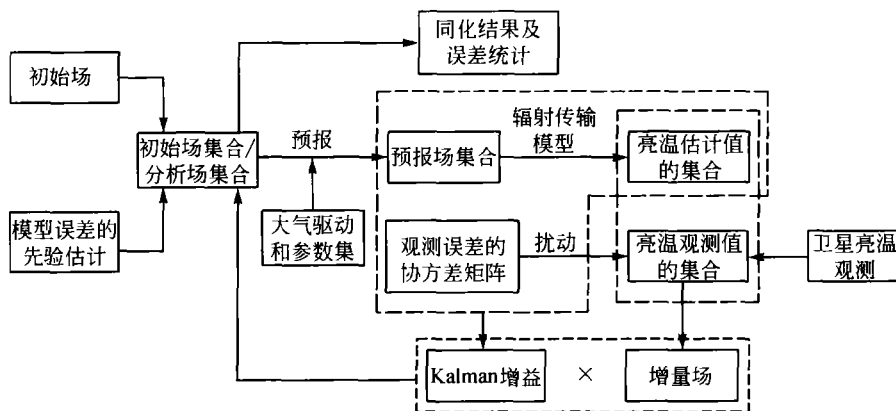 同化结果及
误差统计
初始场
初始场集合/
分析场集合
模型误差的
先验估计
预报
大气驱动
和参数集
预报场集合
辐射传输
模型
亮温估计值
的集合
观测误差的
协方差矩阵
扰动
亮温观测值
的集合
卫星亮温
观测
Kalman增益
×
增量场